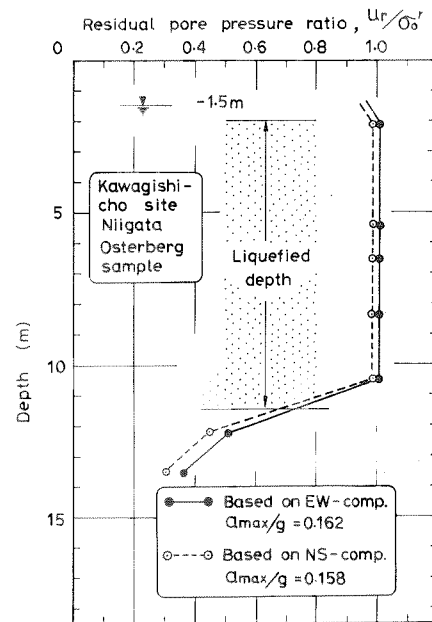 Residual pore pressure ratio, Ur/σo'
0 0.2 0.4 0.6 0.8 1.0
0
-1.5m
Kawagishi-
cho site
Niigata
Osterberg
sample
Liquefied
depth
5
10
15
Depth (m)
Based on EW-comp.
amax/g = 0.162
Based on NS-comp.
amax/g = 0.158